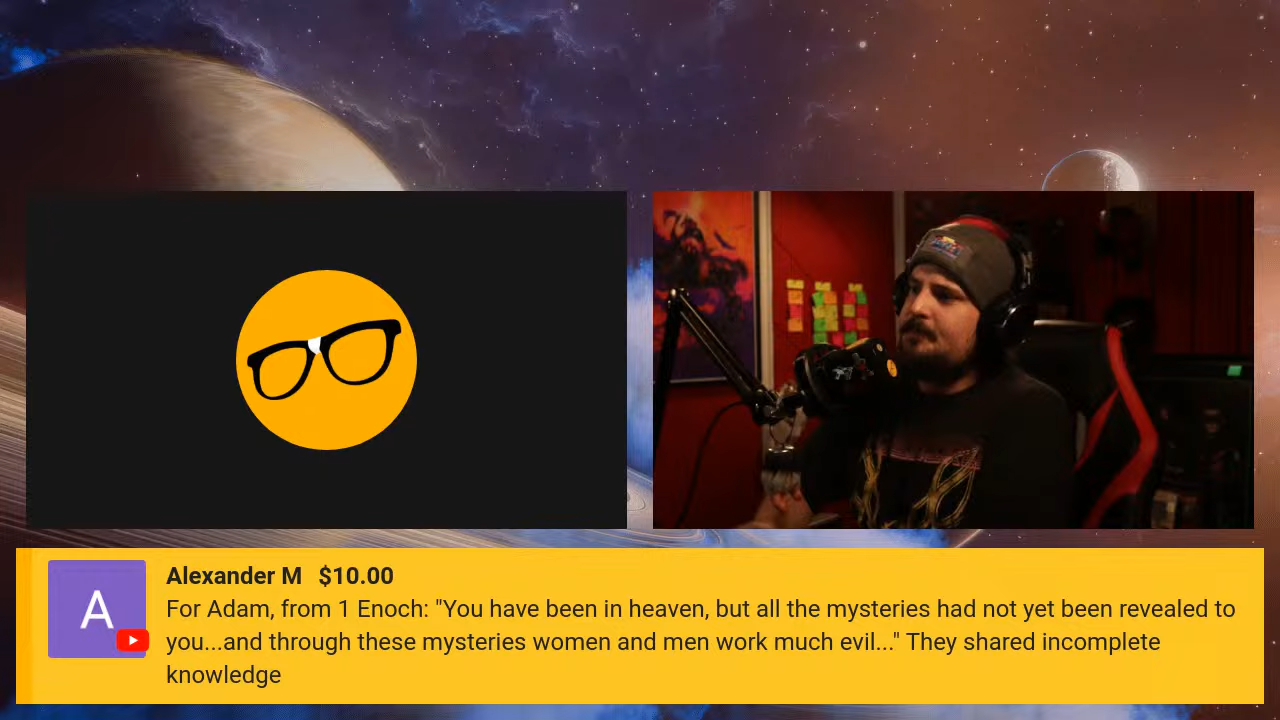 Alexander M $10.00
A
For Adam, from 1 Enoch: "You have been in heaven, but all the mysteries had not yet been revealed to
you...and through these mysteries women and men work much evil..." They shared incomplete
knowledge